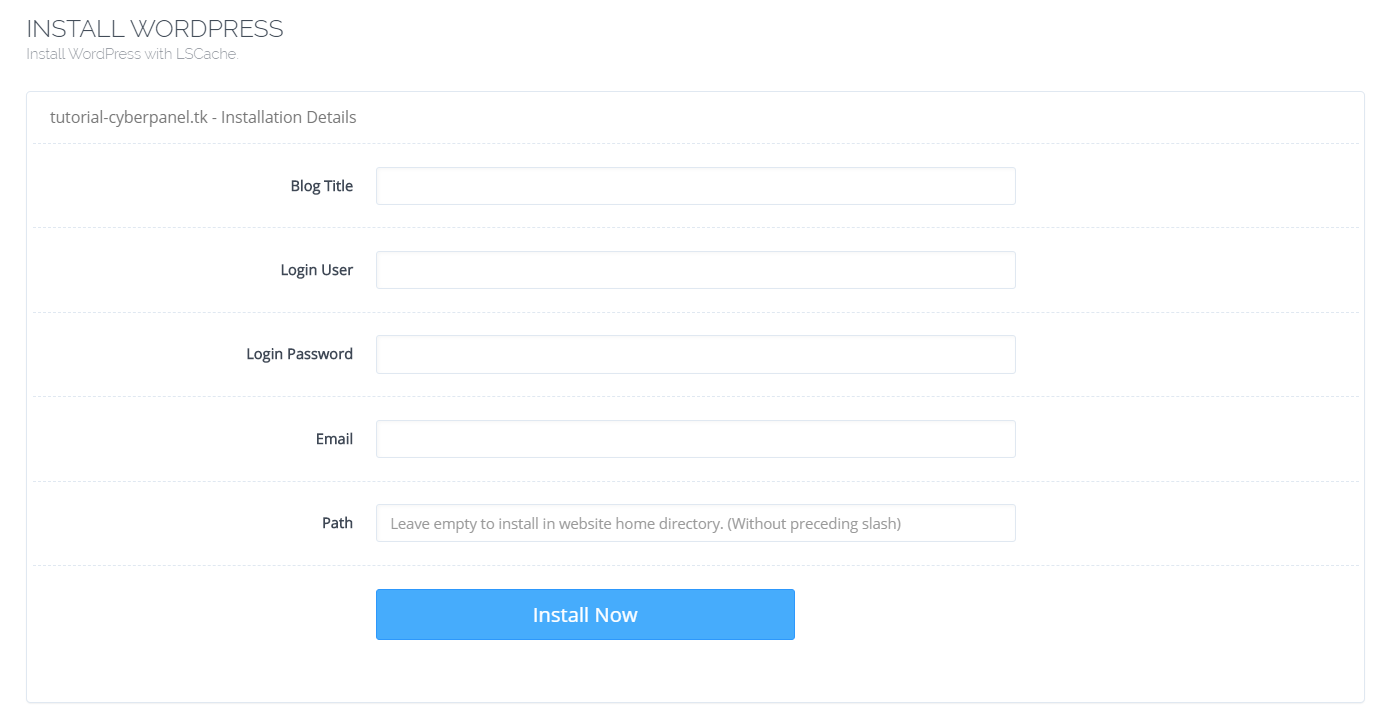 INSTALL WORDPRESS
Install WordPress with LSCache.
tutorial-cyberpanel.tk - Installation Details
Blog Title
Login User
Login Password
Email
Path Leave empty to install in website home directory. (Without preceding slash)
Install Now